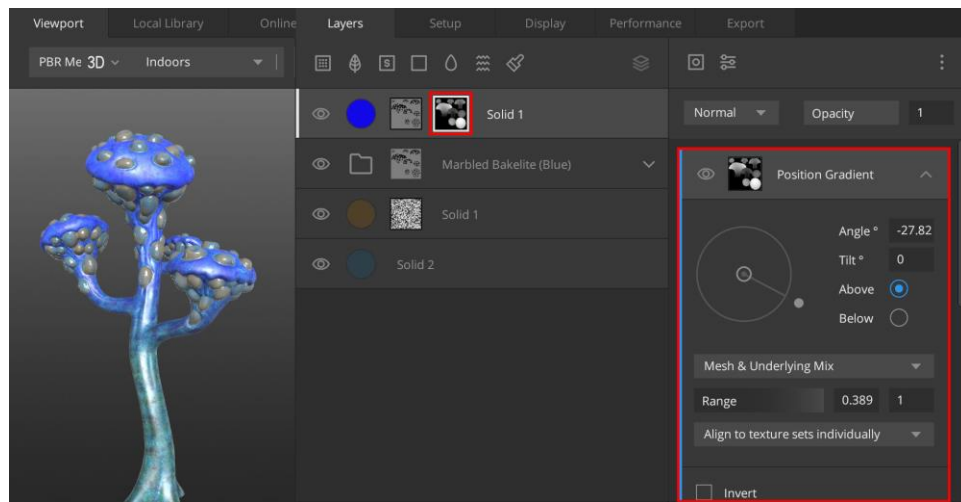 Viewport Local Library Online Layers Setup Display Performance Export
PBR Me 3D Indoors
S
Solid 1
Normal Opacity 1
Marbled Bakelite (Blue)
Position Gradient
Solid 1
Angle ° -27.82
Tilt ° 0
Solid 2
Above
Below
Mesh & Underlying Mix
Range 0.389 1
Align to texture sets individually
Invert